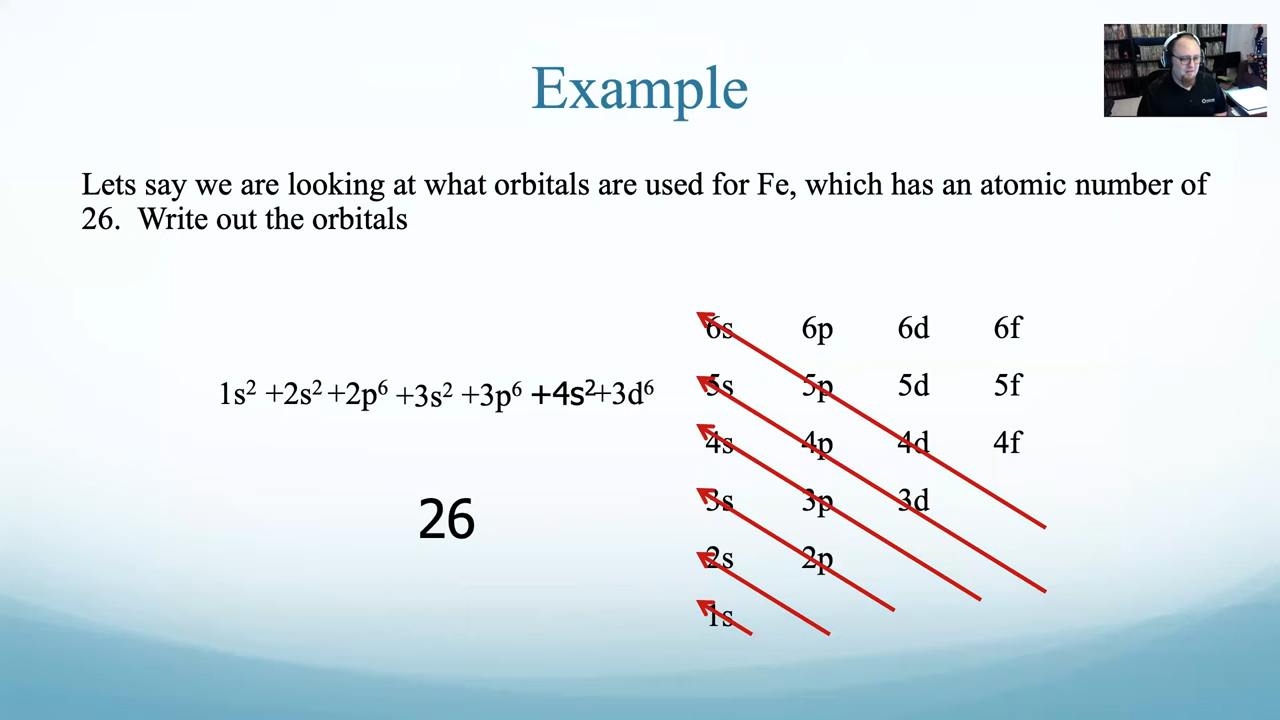 Example
Lets say we are looking at what orbitals are used for Fe, which has an atomic number of
26. Write out the orbitals
1s² +2s² +2p⁶ +3s² +3p⁶ +4s²+3d⁶
26
6s 6p 6d 6f
5s 5p 5d 5f
4s 4p 4d 4f
3s 3p 3d
2s 2p
1s